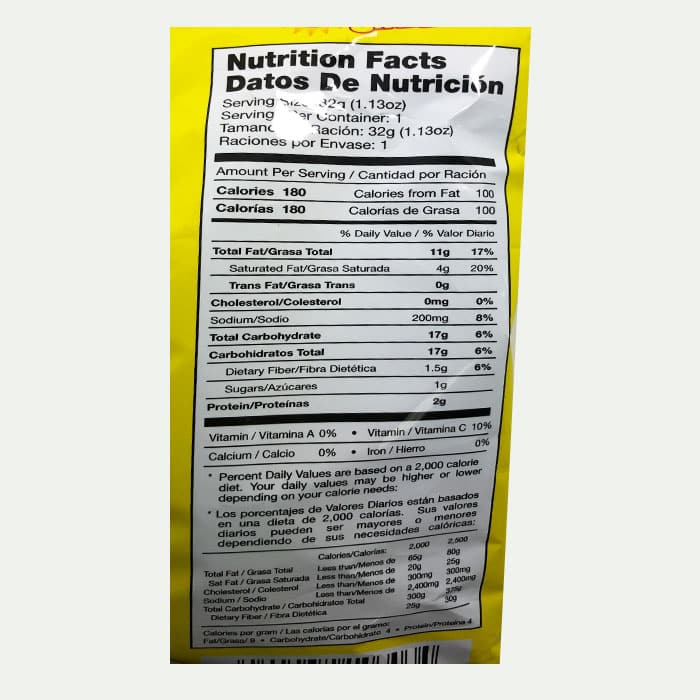 Nutrition Facts
Datos De Nutrición
Serving Size 32g (1.13oz)
Serving Per Container: 1
Ración: 32g (1.13oz)
Raciones por Envase: 1
Amount Per Serving / Cantidad por Ración
Calories 180 Calories from Fat 100
Calorías 180 Calorías de Grasa 100
% Daily Value / % Valor Diario
Total Fat/Grasa Total 11g 17%
Saturated Fat/Grasa Saturada 4g 20%
Trans Fat/Grasa Trans 0g
Cholesterol/Colesterol 0mg 0%
Sodium/Sodio 200mg 8%
Total Carbohydrate 17g 6%
Carbohidratos Total 17g 6%
Dietary Fiber/Fibra Dietética 1.5g 6%
Sugars/Azúcares 1g
Protein/Proteínas 2g
Vitamin / Vitamina A 0% • Vitamin / Vitamina C 10%
Calcium / Calcio 0% • Iron / Hierro 0%
* Percent Daily Values are based on a 2,000 calorie
diet. Your daily values may be higher or lower
depending on your calorie needs:
* Los porcentajes de Valores Diarios están basados
en una dieta de 2,000 calorías. Sus valores
diarios pueden ser mayores o menores
dependiendo de sus necesidades calóricas:
Calories/Calorías: 2,000 2,500
Total Fat / Grasa Total Less than/Menos de 65g 80g
Sat Fat / Grasa Saturada Less than/Menos de 20g 25g
Cholesterol / Colesterol Less than/Menos de 300mg 300mg
Sodium / Sodio Less than/Menos de 2,400mg 2,400mg
Total Carbohydrate / Carbohidratos Total 300g 375g
Dietary Fiber / Fibra Dietética 25g 30g
Calories per gram / Las calorías por el gramo:
Fat/Grasa/ 9 • Carbohydrate/Carbohidrato 4 • Protein/Proteína 4